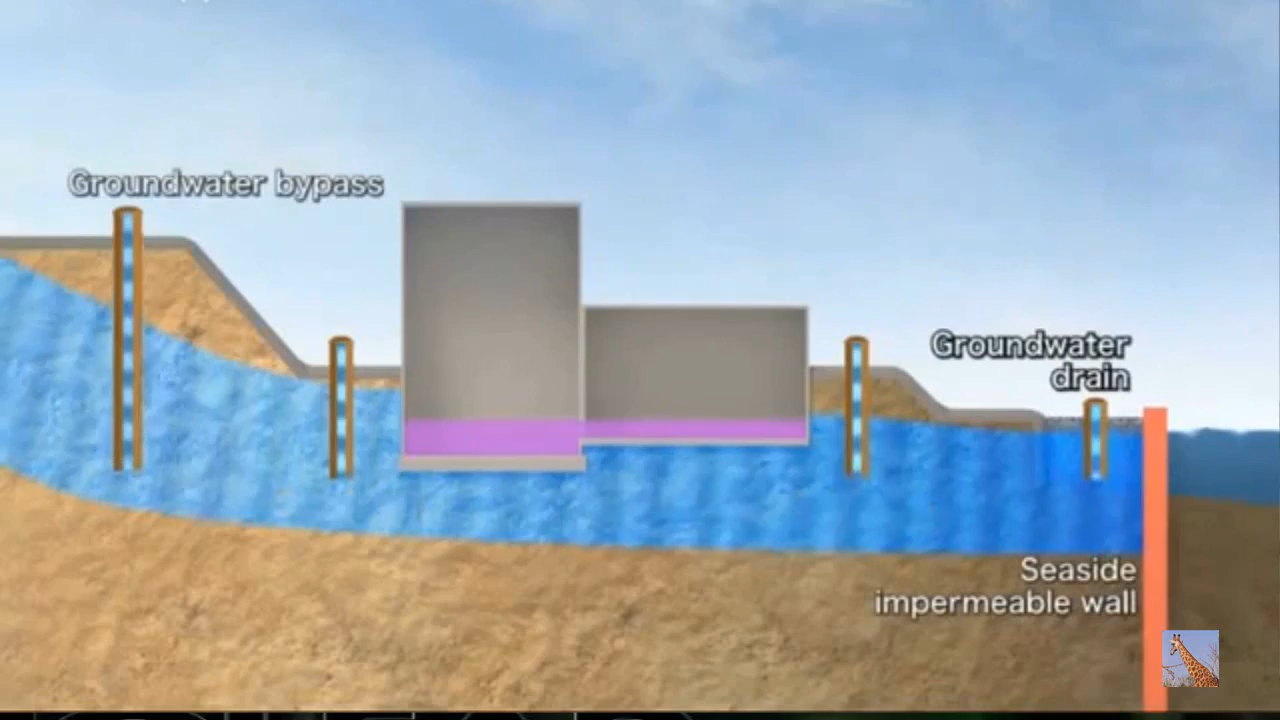 Groundwater bypass
Groundwater
drain
Seaside
impermeable wall